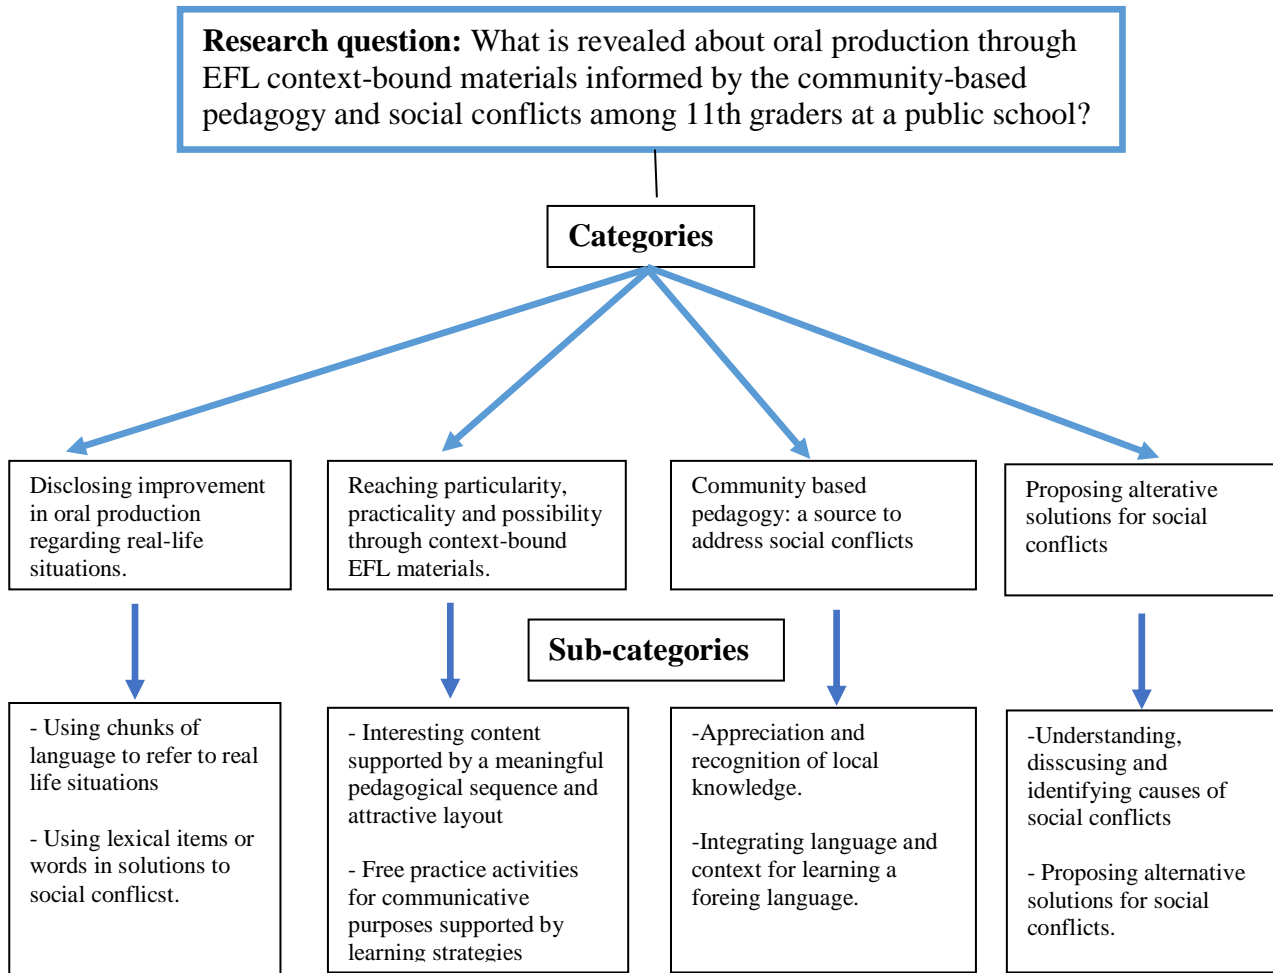 Research question: What is revealed about oral production through
EFL context-bound materials informed by the community-based
pedagogy and social conflicts among 11th graders at a public school?
Categories
Disclosing improvement
in oral production
regarding real-life
situations.
Reaching particularity,
practicality and possibility
through context-bound
EFL materials.
Community based
pedagogy: a source to
address social conflicts
Proposing alterative
solutions for social
conflicts
Sub-categories
- Using chunks of
language to refer to real
life situations
- Using lexical items or
words in solutions to
social conflicst.
- Interesting content
supported by a meaningful
pedagogical sequence and
attractive layout
- Free practice activities
for communicative
purposes supported by
learning strategies
-Appreciation and
recognition of local
knowledge.
-Integrating language and
context for learning a
foreing language.
-Understanding,
disscusing and
identifying causes of
social conflicts
- Proposing alternative
solutions for social
conflicts.